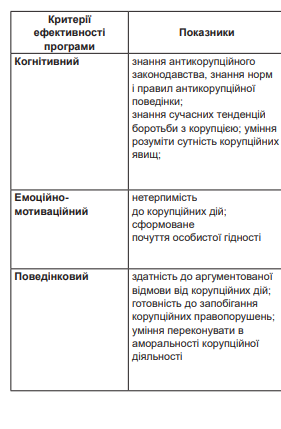 Критерії
ефективності
програми
Показники
Когнітивний
знання антикорупційного
законодавства, знання норм
і правил антикорупційної
поведінки;
знання сучасних тенденцій
боротьби з корупцією; уміння
розуміти сутність корупційних
явищ;
Емоційно-
мотиваційний
нетерпимість
до корупційних дій;
сформоване
почуття особистої гідності
Поведінковий
здатність до аргументованої
відмови від корупційних дій;
готовність до запобігання
корупційних правопорушень;
уміння переконувати в
аморальності корупційної
діяльності